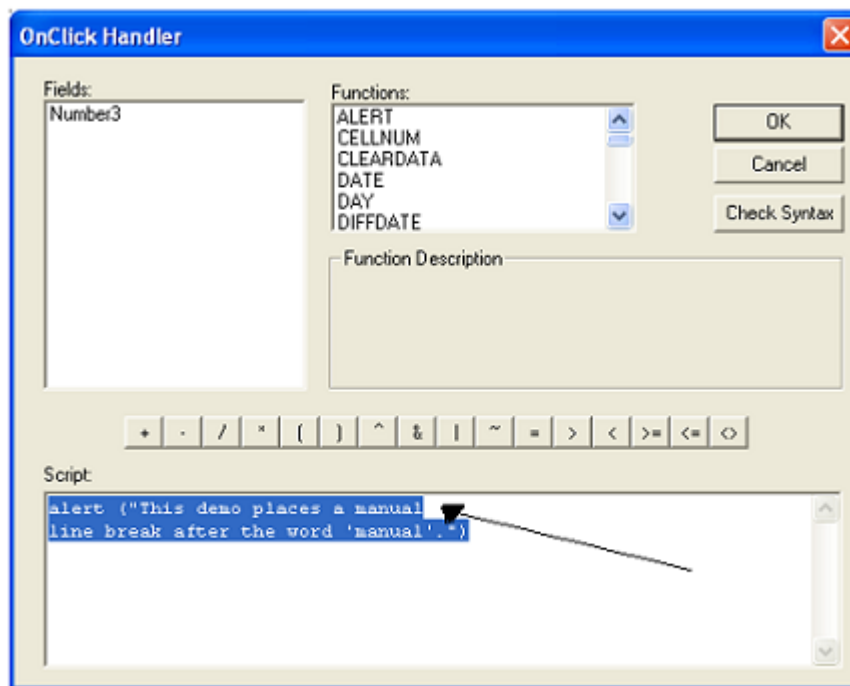 OnClick Handler
Fields:
Number3
Functions:
ALERT
CELLNUM
CLEARDATA
DATE
DAY
DIFFDATE
OK
Cancel
Check Syntax
Function Description
+ - / * ( ) ^ & | ~ = > < >= <= <>
Script:
alert ("This demo places a manual
line break after the word 'manual'.")